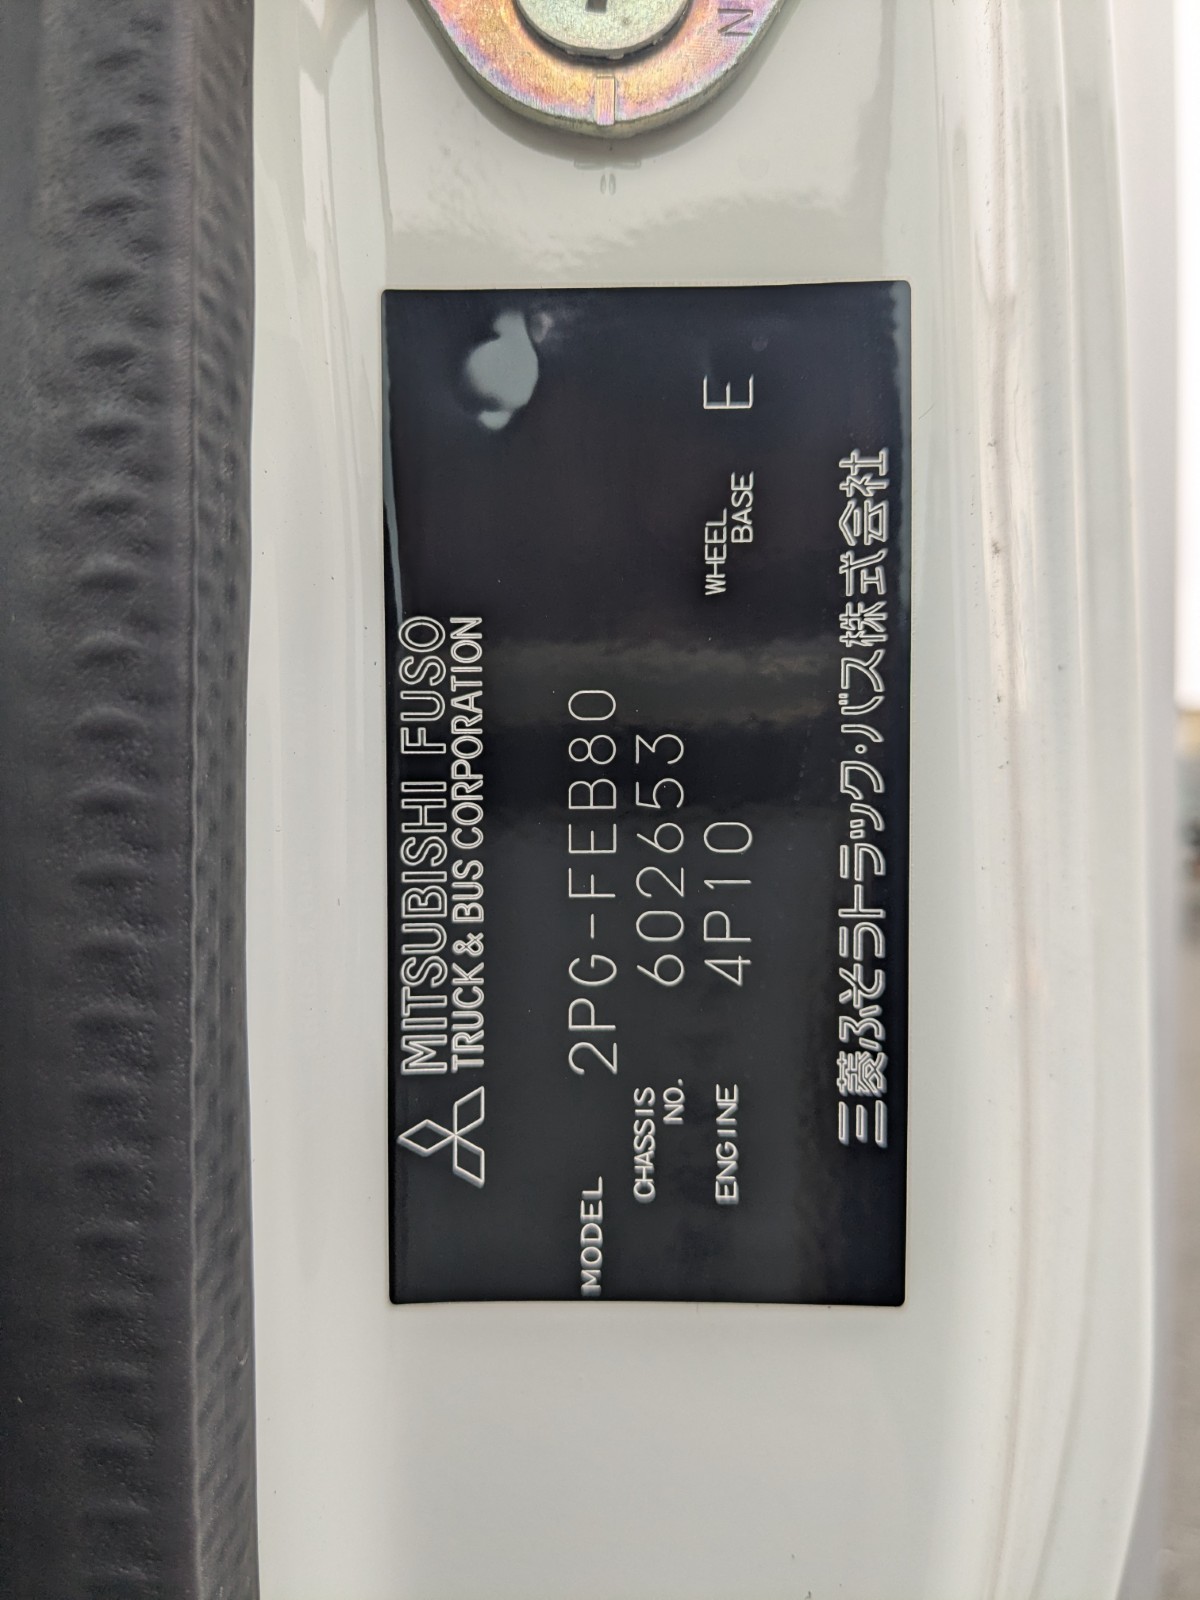 N
MITSUBISHI FUSO
TRUCK & BUS CORPORATION
MODEL 2PG-FEB80
CHASSIS NO. 602653
ENGINE 4P10 WHEEL BASE E
三菱ふそうトラック・バス株式会社